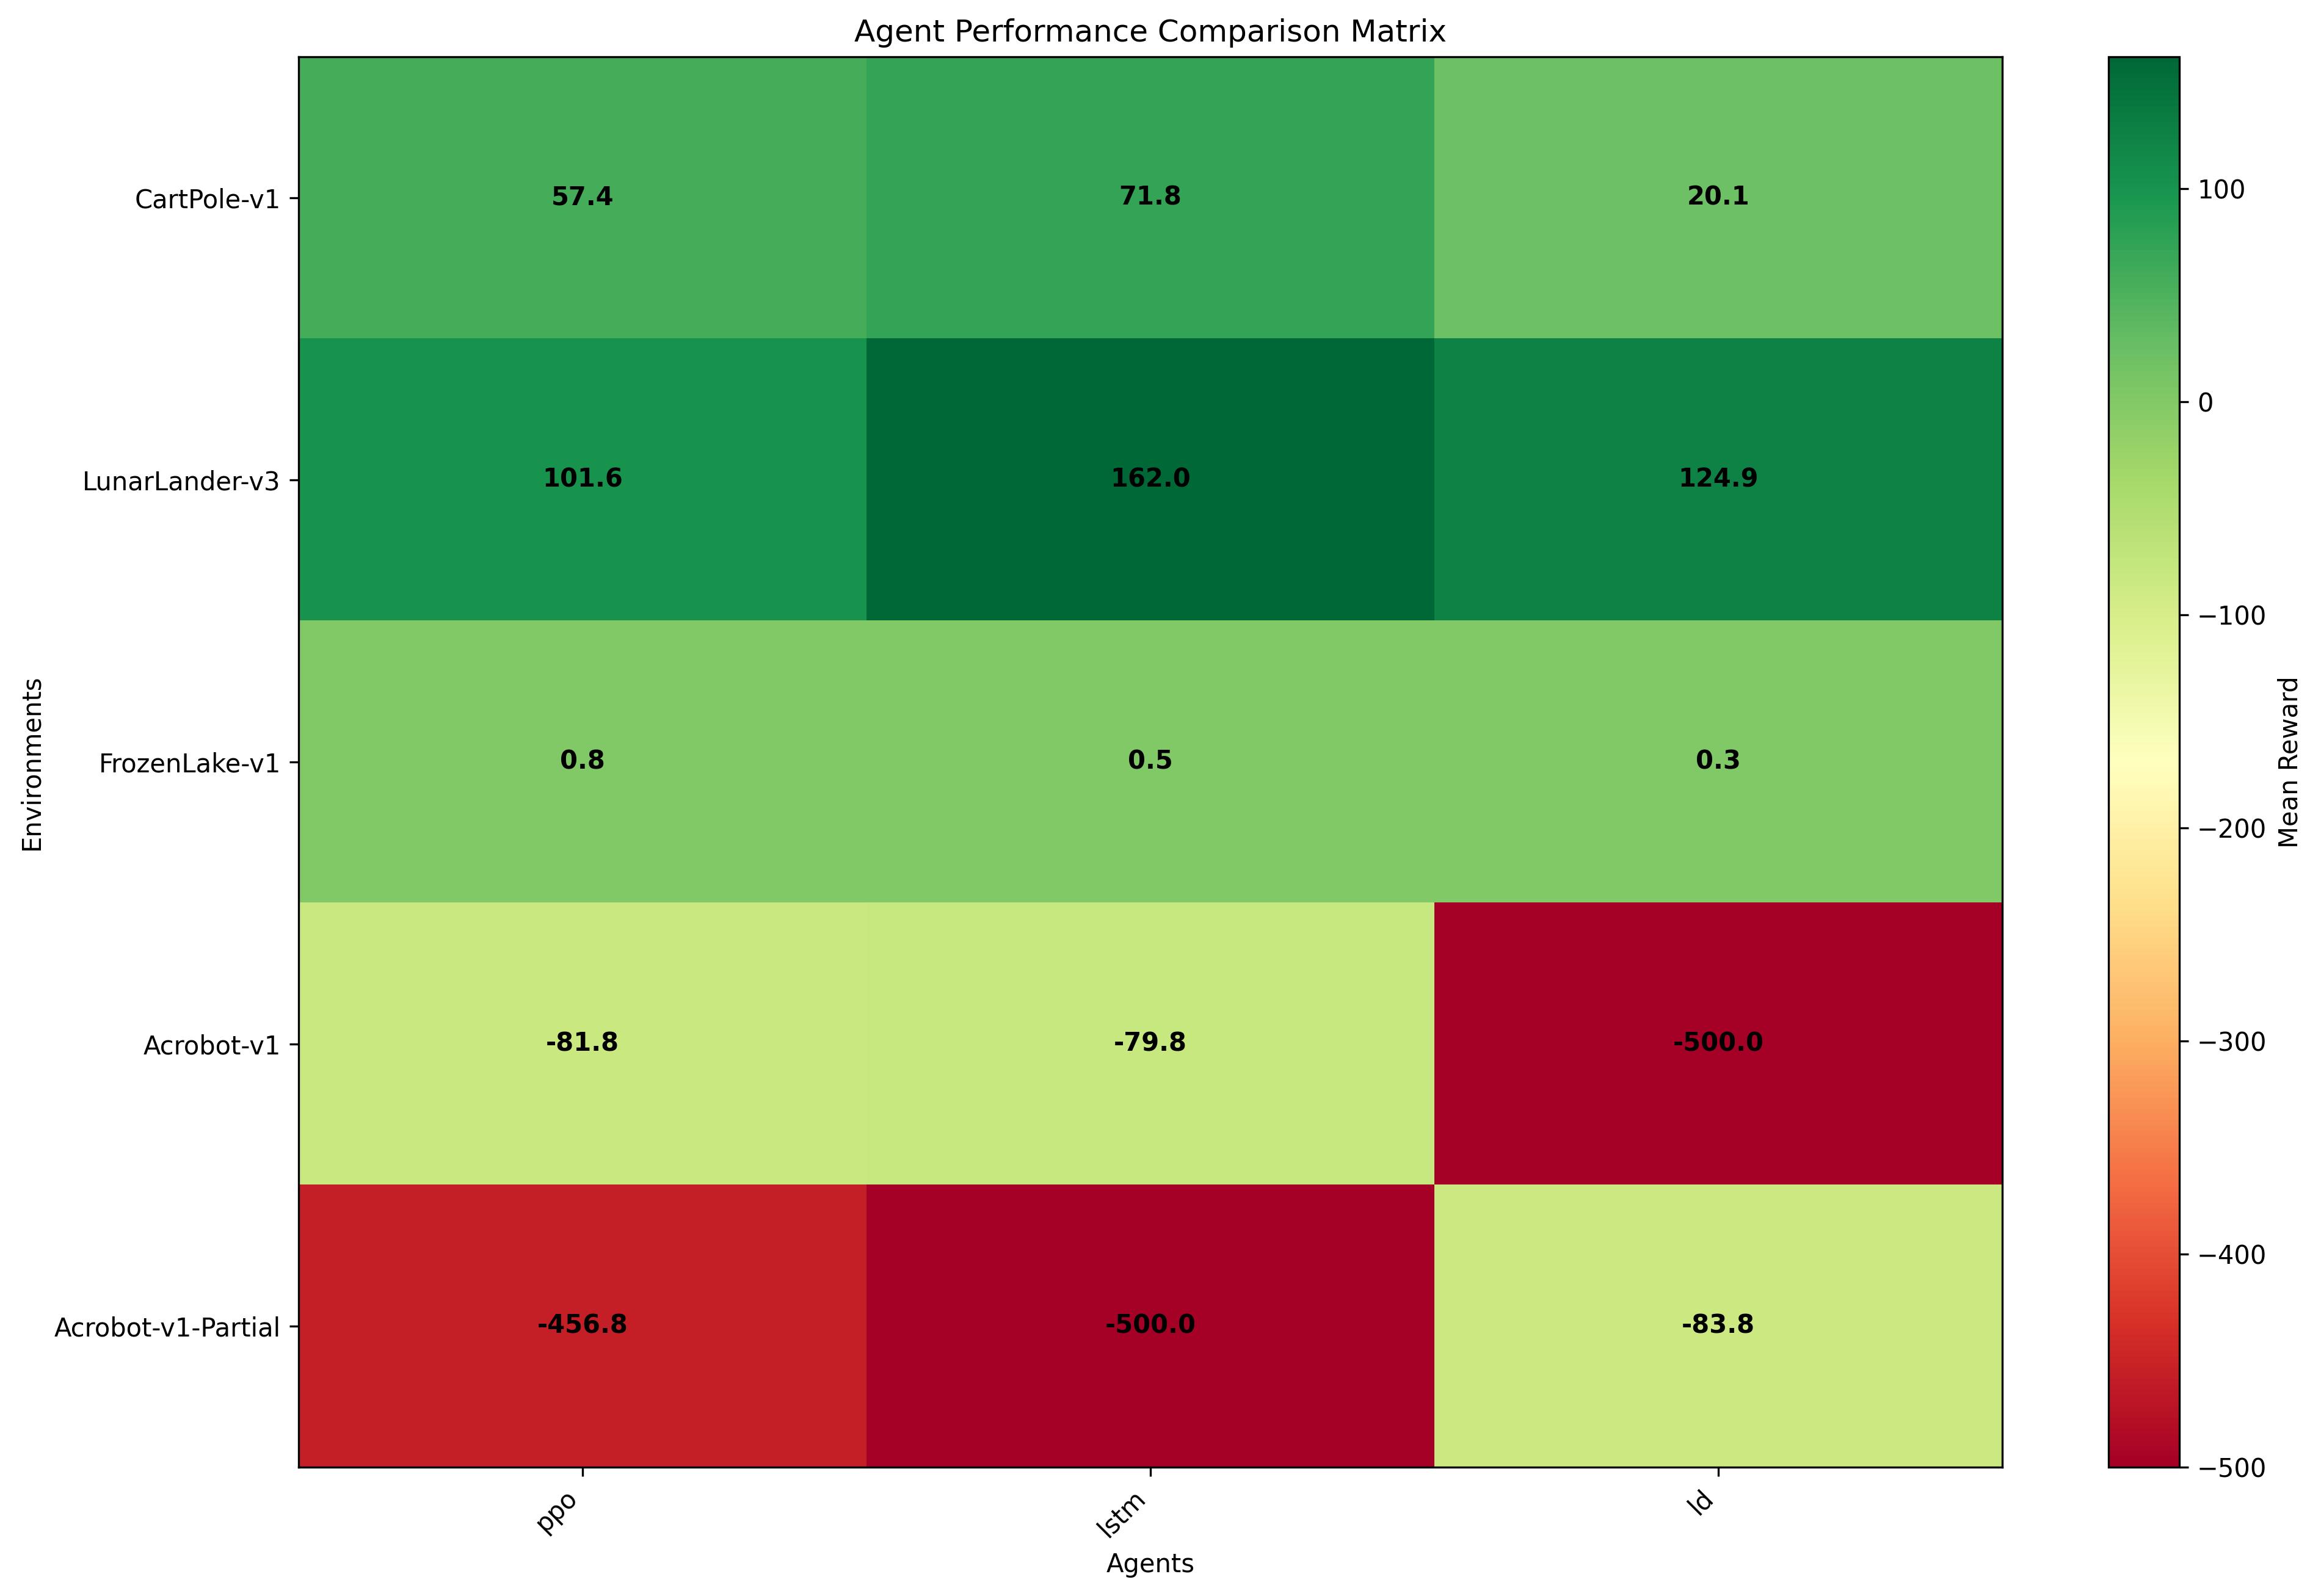 Agent Performance Comparison Matrix
Environments
CartPole-v1 57.4 71.8 20.1
LunarLander-v3 101.6 162.0 124.9
FrozenLake-v1 0.8 0.5 0.3
Acrobot-v1 -81.8 -79.8 -500.0
Acrobot-v1-Partial -456.8 -500.0 -83.8
ppo lstm ld
Agents
100
0
−100
−200
−300
−400
−500
Mean Reward